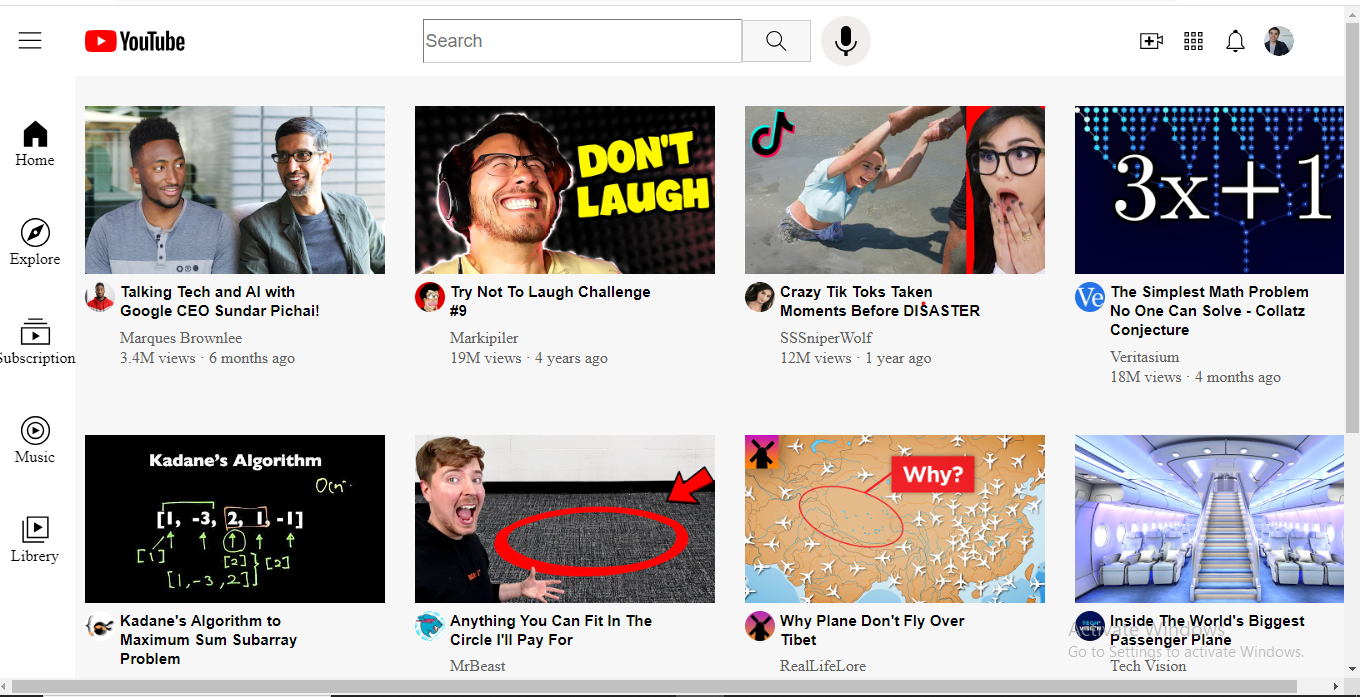 YouTube
Search
Home
Explore
Subscription
Music
Library
DON'T
LAUGH
3x+1
Talking Tech and AI with
Google CEO Sundar Pichai!
Marques Brownlee
3.4M views · 6 months ago
Try Not To Laugh Challenge
#9
Markipiler
19M views · 4 years ago
Crazy Tik Toks Taken
Moments Before DISASTER
SSSniperWolf
12M views · 1 year ago
Ve
The Simplest Math Problem
No One Can Solve - Collatz
Conjecture
Veritasium
18M views · 4 months ago
Kadane's Algorithm
[1, -3, 2, 1, -1]
[1]
[2]
[2]
[1, -3, 2]
Why?
Kadane's Algorithm to
Maximum Sum Subarray
Problem
Anything You Can Fit In The
Circle I'll Pay For
MrBeast
Why Plane Don't Fly Over
Tibet
RealLifeLore
Inside The World's Biggest
Passenger Plane
Tech Vision
Activate Windows
Go to Settings to activate Windows.